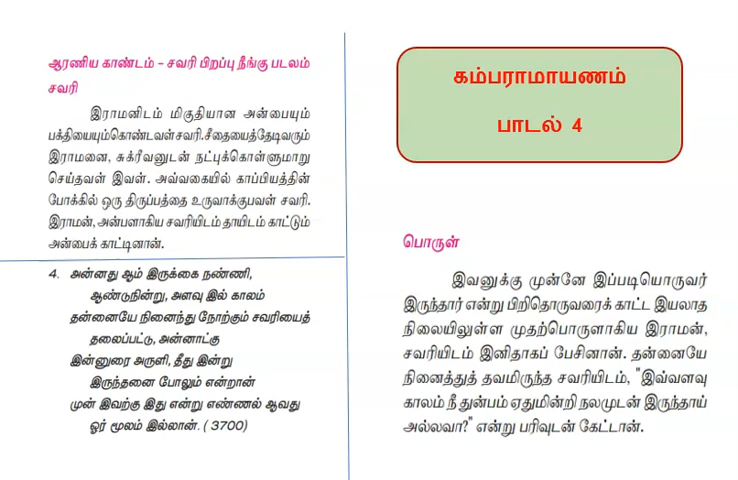 ஆரணிய காண்டம் – சவரி பிறப்பு நீங்கு படலம்
சவரி
இராமனிடம் மிகுதியான அன்பையும்
பக்தியையும்கொண்டவள்சவரி.சீதையைத்தேடிவரும்
இராமனை, சுக்ரீவனுடன் நட்புக்கொள்ளுமாறு
செய்தவள் இவள். அவ்வகையில் காப்பியத்தின்
போக்கில் ஒரு திருப்பத்தை உருவாக்குபவள் சவரி.
இராமன், அன்பளாகிய சவரியிடம் தாயிடம் காட்டும்
அன்பைக் காட்டினான்.
4. அன்னது ஆம் இருக்கை நண்ணி,
ஆண்டுநின்று, அளவு இல் காலம்
தன்னையே நினைந்து நோற்கும் சவரியைத்
தலைப்பட்டு, அன்னாட்கு
இன்னுரை அருளி, தீது இன்று
இருந்தனை போலும் என்றான்
முன் இவற்கு இது என்று எண்ணல் ஆவது
ஓர் மூலம் இல்லான். ( 3700)
கம்பராமாயணம்
பாடல் 4
பொருள்
இவனுக்கு முன்னே இப்படியொருவர்
இருந்தார் என்று பிறிதொருவரைக் காட்ட இயலாத
நிலையிலுள்ள முதற்பொருளாகிய இராமன்,
சவரியிடம் இனிதாகப் பேசினான். தன்னையே
நினைத்துத் தவமிருந்த சவரியிடம், "இவ்வளவு
காலம் நீ துன்பம் ஏதுமின்றி நலமுடன் இருந்தாய்
அல்லவா?" என்று பரிவுடன் கேட்டான்.